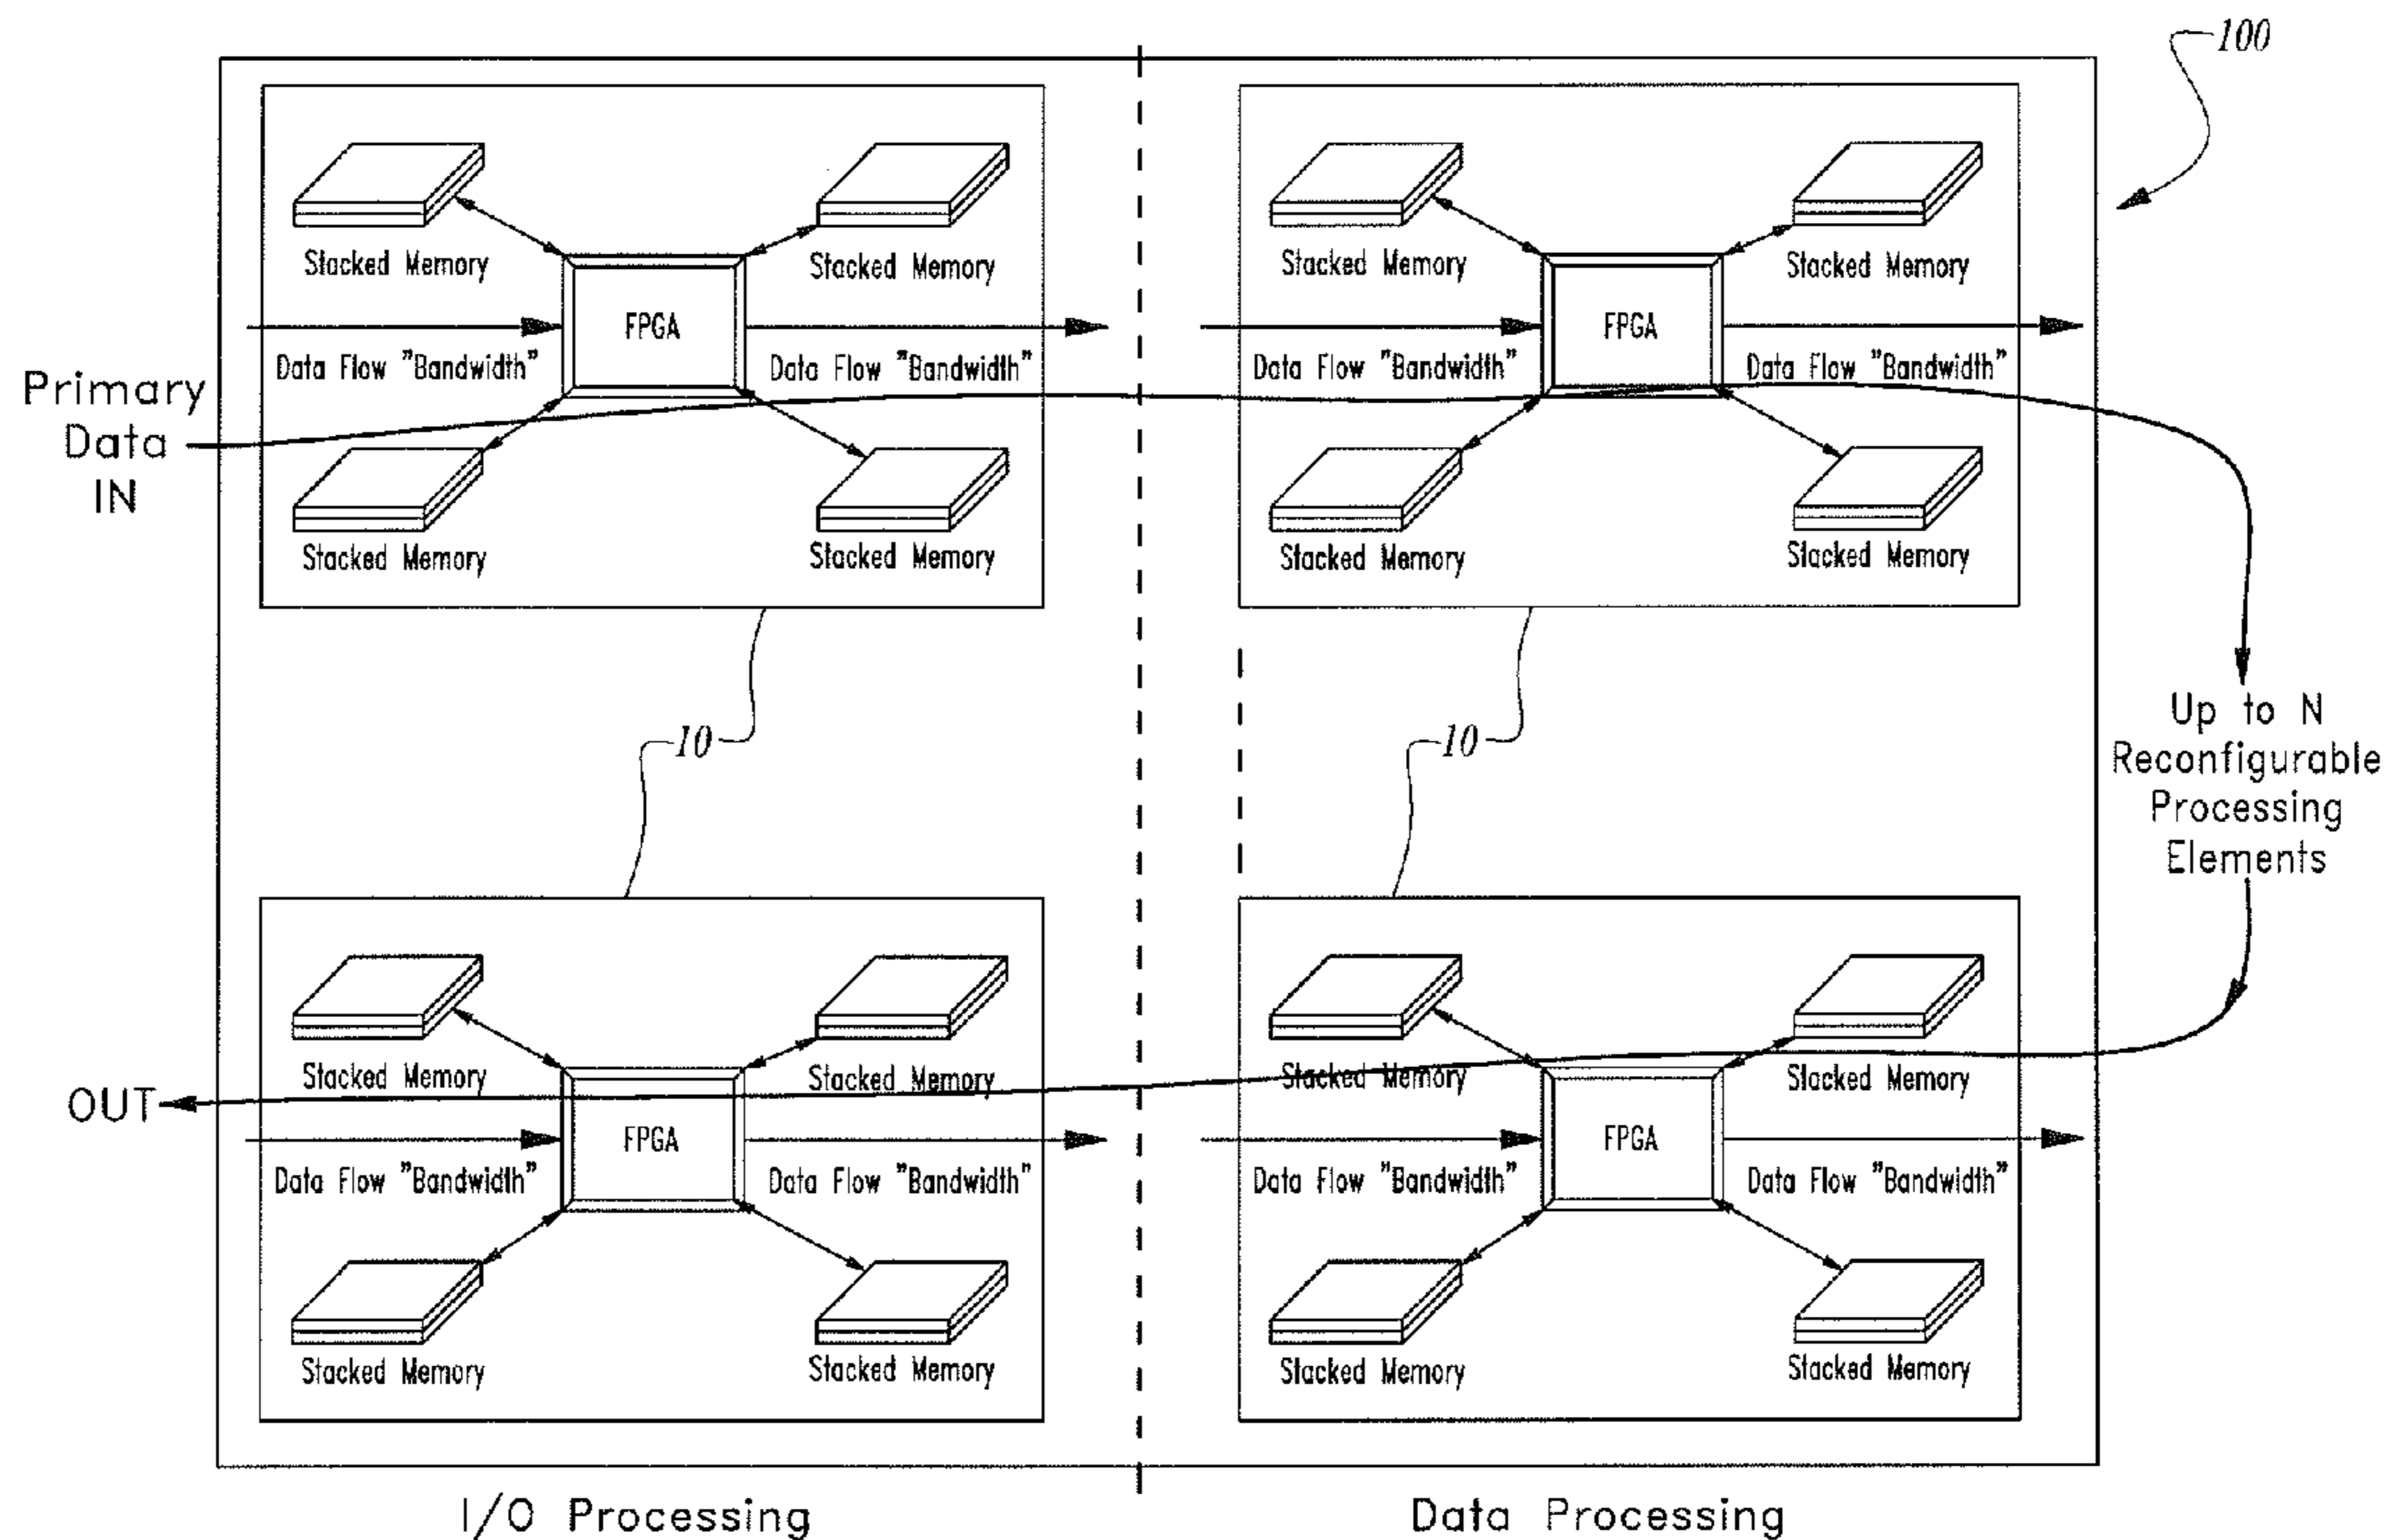 100
Stacked Memory
Stacked Memory
FPGA
Data Flow "Bandwidth"
Data Flow "Bandwidth"
Stacked Memory
Stacked Memory
Stacked Memory
Stacked Memory
FPGA
Data Flow "Bandwidth"
Data Flow "Bandwidth"
Stacked Memory
Stacked Memory
Primary
Data
IN
10
10
Up to N
Reconfigurable
Processing
Elements
Stacked Memory
Stacked Memory
FPGA
Data Flow "Bandwidth"
Data Flow "Bandwidth"
Stacked Memory
Stacked Memory
Stacked Memory
Stacked Memory
FPGA
Data Flow "Bandwidth"
Data Flow "Bandwidth"
Stacked Memory
Stacked Memory
OUT
I/O Processing
Data Processing